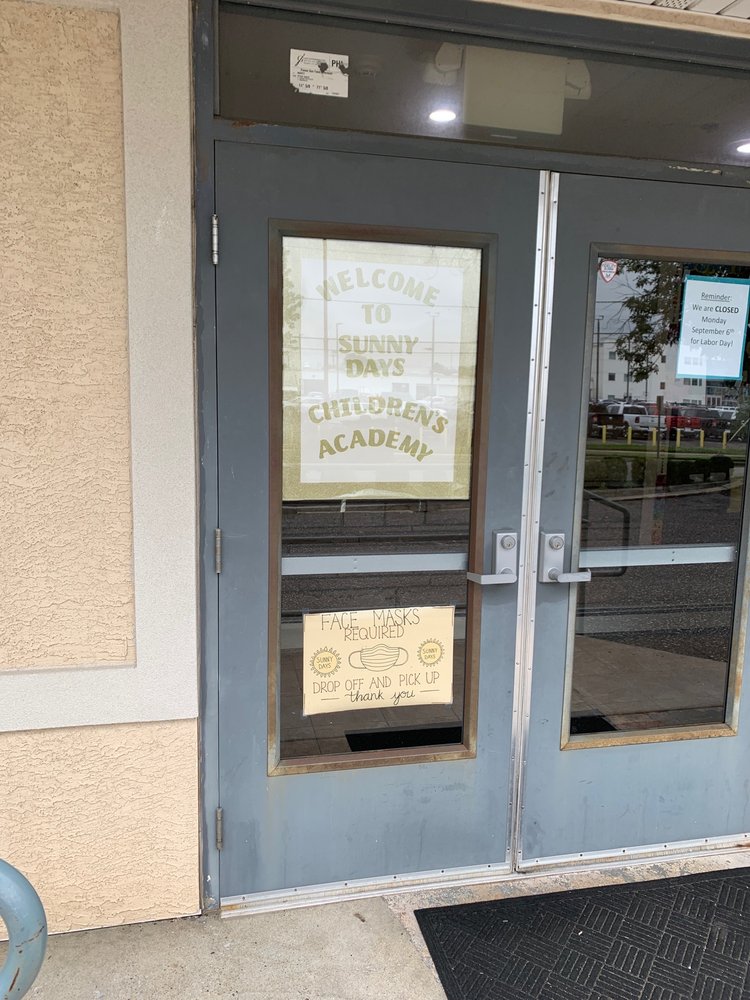 PHI
WELCOME
TO
SUNNY
DAYS
CHILDREN'S
ACADEMY
Reminder:
We are CLOSED
Monday
September 6th
for Labor Day!
FACE MASKS
REQUIRED
SUNNY
DAYS
SUNNY
DAYS
DROP OFF AND PICK UP
thank you